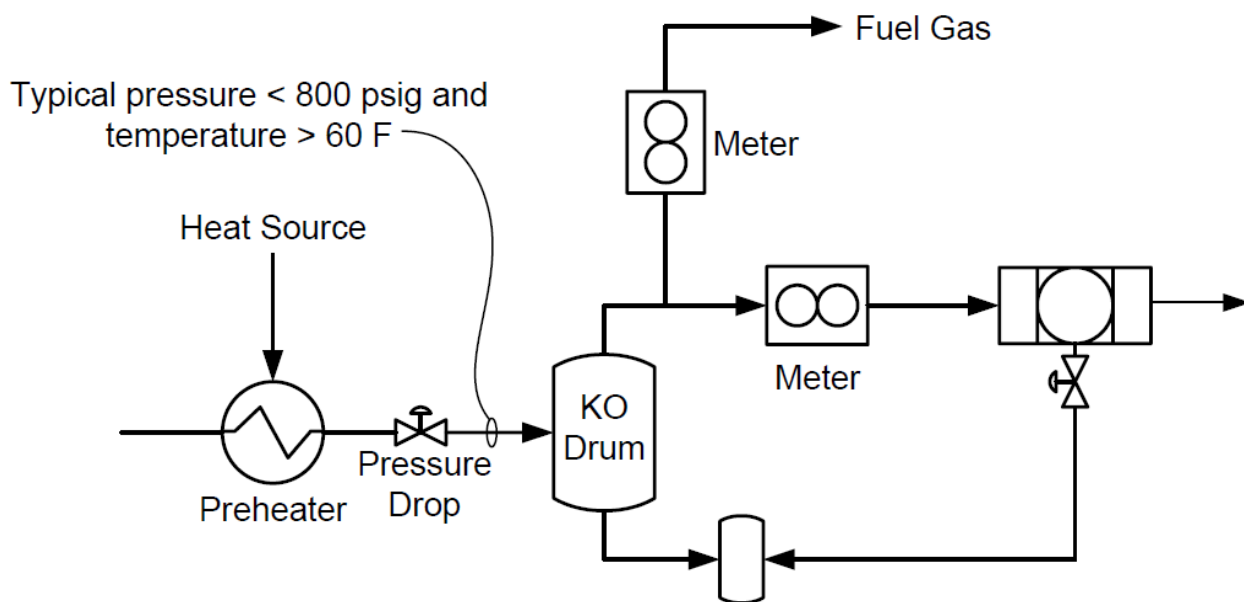 Fuel Gas
Typical pressure < 800 psig and
temperature > 60 F
Meter
Heat Source
Meter
KO
Drum
Pressure
Drop
Preheater